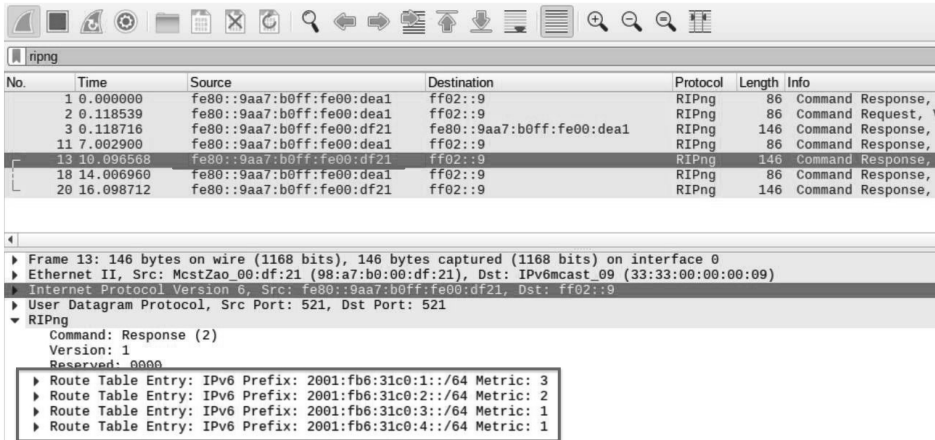 ripng
No. Time Source Destination Protocol Length Info
1 0.000000 fe80::9aa7:b0ff:fe00:dea1 ff02::9 RIPng 86 Command Response,
2 0.118539 fe80::9aa7:b0ff:fe00:dea1 ff02::9 RIPng 86 Command Request,
3 0.118716 fe80::9aa7:b0ff:fe00:df21 fe80::9aa7:b0ff:fe00:dea1 RIPng 146 Command Response,
11 7.002900 fe80::9aa7:b0ff:fe00:dea1 ff02::9 RIPng 86 Command Response,
13 10.096568 fe80::9aa7:b0ff:fe00:df21 ff02::9 RIPng 146 Command Response,
18 14.006960 fe80::9aa7:b0ff:fe00:dea1 ff02::9 RIPng 86 Command Response,
20 16.098712 fe80::9aa7:b0ff:fe00:df21 ff02::9 RIPng 146 Command Response,
Frame 13: 146 bytes on wire (1168 bits), 146 bytes captured (1168 bits) on interface 0
Ethernet II, Src: McstZao_00:df:21 (98:a7:b0:00:df:21), Dst: IPv6mcast_09 (33:33:00:00:00:09)
Internet Protocol Version 6, Src: fe80::9aa7:b0ff:fe00:df21, Dst: ff02::9
User Datagram Protocol, Src Port: 521, Dst Port: 521
RIPng
Command: Response (2)
Version: 1
Reserved: 0000
Route Table Entry: IPv6 Prefix: 2001:fb6:31c0:1::/64 Metric: 3
Route Table Entry: IPv6 Prefix: 2001:fb6:31c0:2::/64 Metric: 2
Route Table Entry: IPv6 Prefix: 2001:fb6:31c0:3::/64 Metric: 1
Route Table Entry: IPv6 Prefix: 2001:fb6:31c0:4::/64 Metric: 1